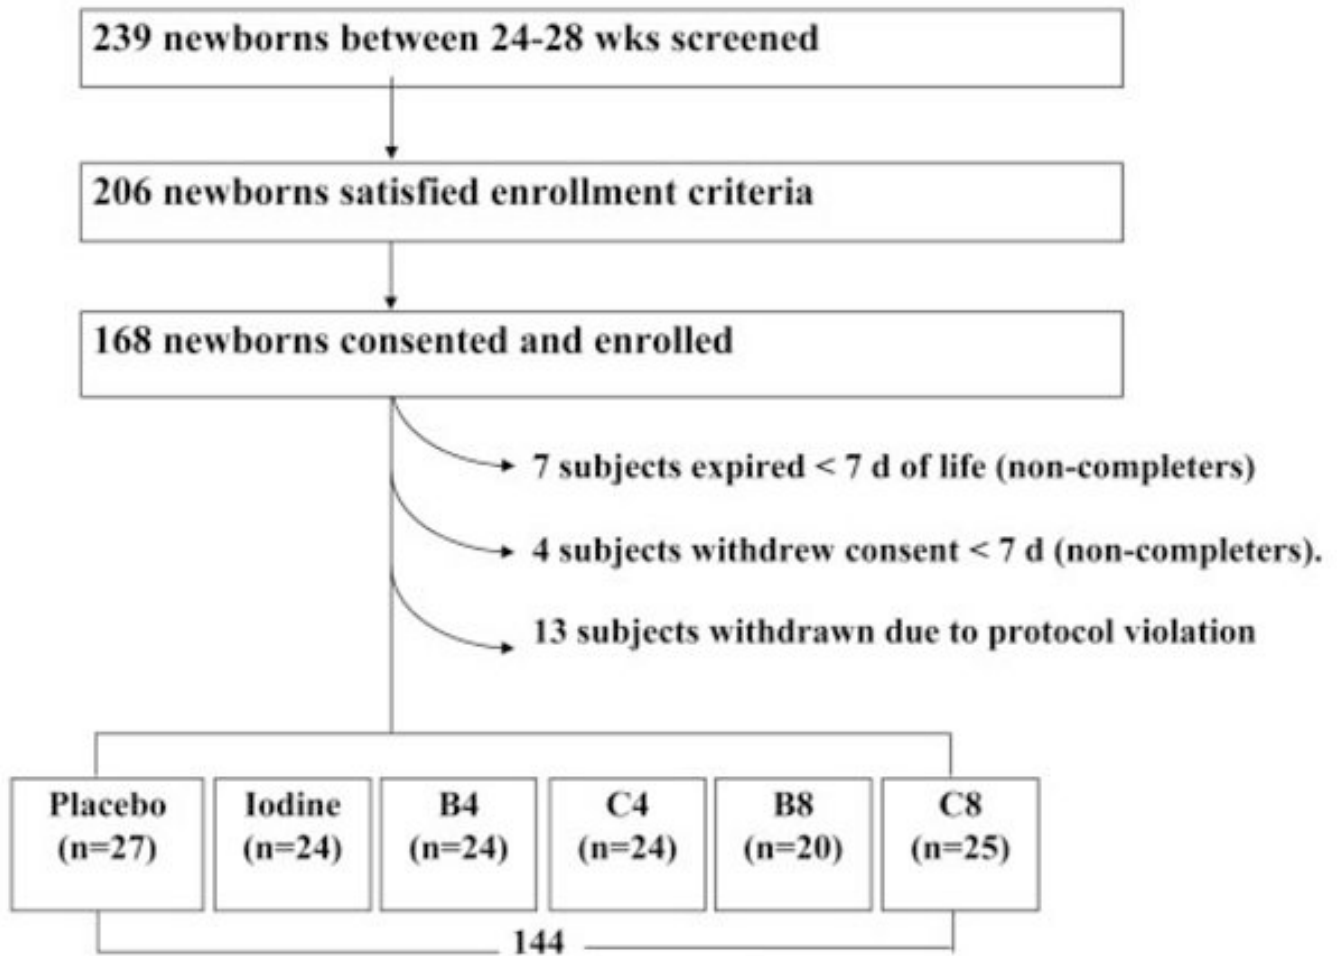 239 newborns between 24-28 wks screened
206 newborns satisfied enrollment criteria
168 newborns consented and enrolled
7 subjects expired < 7 d of life (non-completers)
4 subjects withdrew consent < 7 d (non-completers).
13 subjects withdrawn due to protocol violation
Placebo
(n=27)
Iodine
(n=24)
B4
(n=24)
C4
(n=24)
B8
(n=20)
C8
(n=25)
144